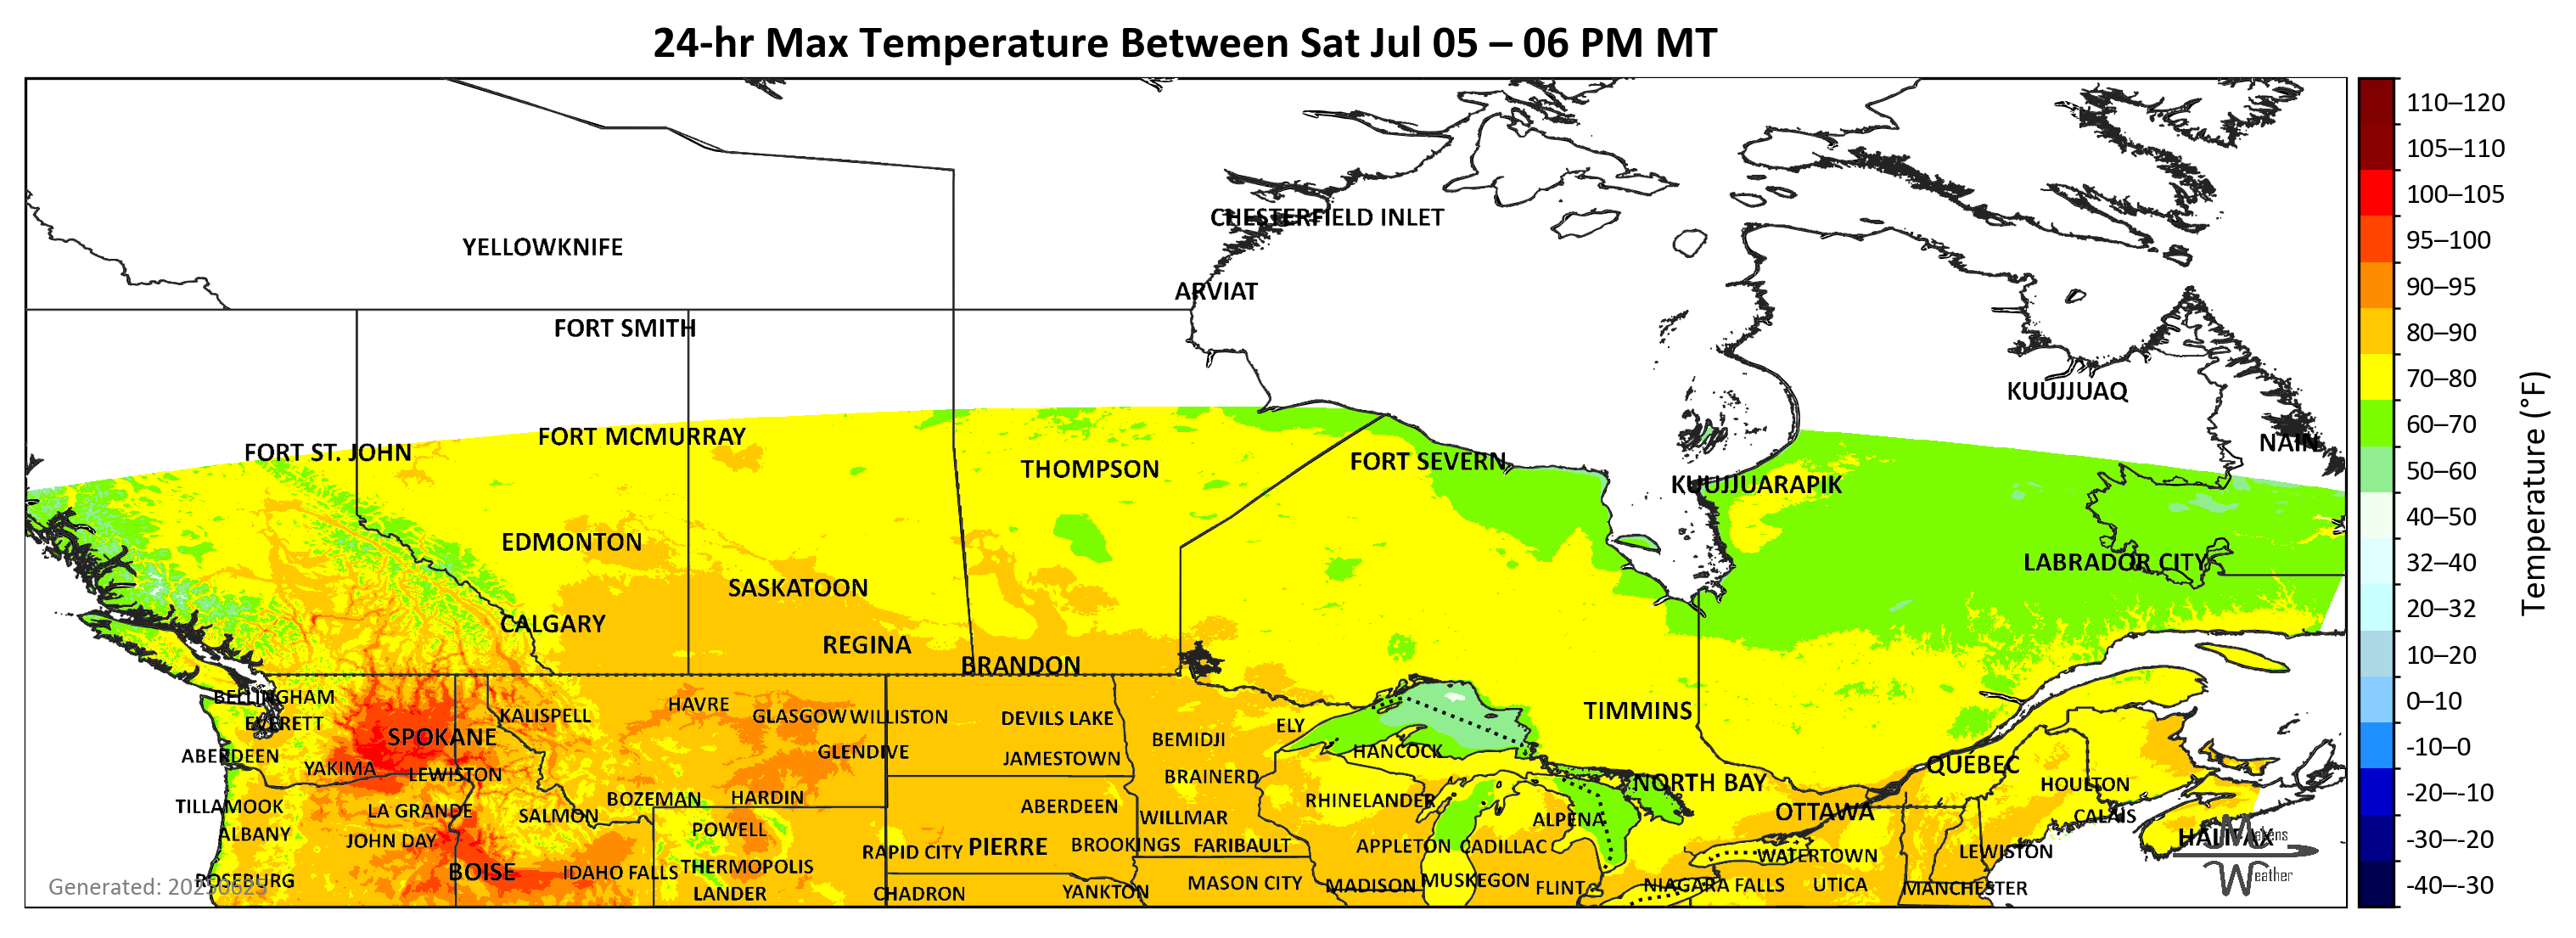 24-hr Max Temperature Between Sat Jul 05 – 06 PM MT
110–120
105–110
CHESTERFIELD INLET
100–105
YELLOWKNIFE
95–100
ARVIAT
90–95
FORT SMITH
80–90
KUUJJUAQ
70–80
FORT MCMURRAY
60–70
NAIN
FORT ST. JOHN
FORT SEVERN
THOMPSON
50–60
KUUJJUARAPIK
40–50
EDMONTON
LABRADOR CITY
32–40
SASKATOON
20–32
CALGARY
REGINA
10–20
BRANDON
Temperature (°F)
BELLINGHAM
HAVRE
0–10
TIMMINS
KALISPELL
GLASGOW
WILLISTON
DEVILS LAKE
EVERETT
ELY
SPOKANE
BEMIDJI
-10–0
ABERDEEN
GLENDIVE
HANCOCK
JAMESTOWN
YAKIMA
LEWISTON
BRAINERD
QUÉBEC
NORTH BAY
HOULTON
-20–-10
BOZEMAN
HARDIN
RHINELANDER
TILLAMOOK
LA GRANDE
SALMON
ABERDEEN
WILLMAR
ALPENA
OTTAWA
CALAIS
ALBANY
JOHN DAY
POWELL
HALIFAX
Makens
Weather
-30–-20
RAPID CITY
PIERRE
BROOKINGS
FARIBAULT
APPLETON
CADILLAC
WATERTOWN
LEWISTON
BOISE
IDAHO FALLS
THERMOPOLIS
ROSEBURG
Generated: 20250625
MASON CITY
MADISON
MUSKEGON
FLINT
NIAGARA FALLS
UTICA
MANCHESTER
-40–-30
LANDER
CHADRON
YANKTON